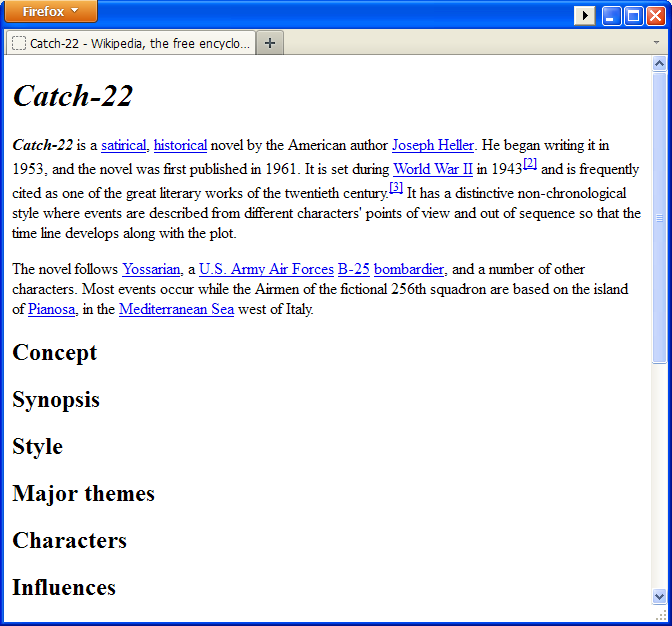 Firefox
Catch-22 - Wikipedia, the free encyclo...
Catch-22
Catch-22 is a satirical, historical novel by the American author Joseph Heller. He began writing it in
1953, and the novel was first published in 1961. It is set during World War II in 1943[2] and is frequently
cited as one of the great literary works of the twentieth century.[3] It has a distinctive non-chronological
style where events are described from different characters' points of view and out of sequence so that the
time line develops along with the plot.
The novel follows Yossarian, a U.S. Army Air Forces B-25 bombardier, and a number of other
characters. Most events occur while the Airmen of the fictional 256th squadron are based on the island
of Pianosa, in the Mediterranean Sea west of Italy.
Concept
Synopsis
Style
Major themes
Characters
Influences